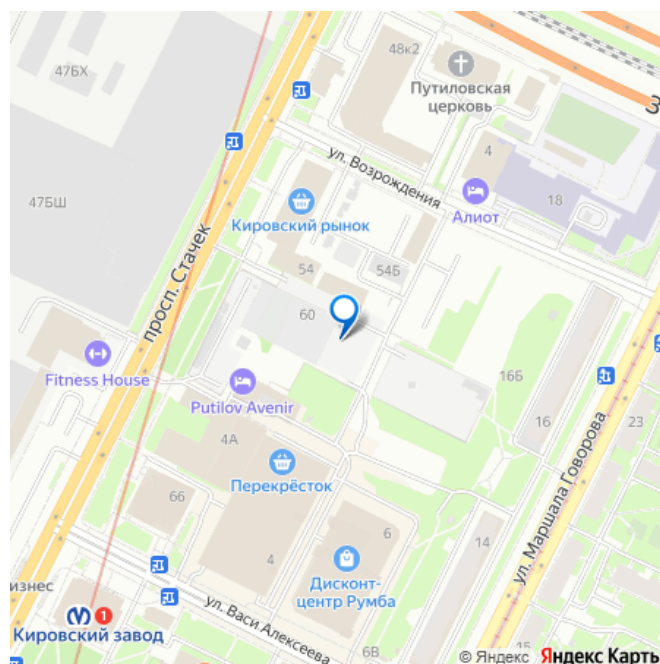 48к2
47БХ
Путиловская
церковь
З
4
ул. Возрождения
18
47БШ
Алиот
Кировский рынок
просп. Стачек
54
54Б
60
Fitness House
Putilov Avenir
16Б
16
23
4А
Перекрёсток
66
6
4
14
ул. Маршала Говорова
Дисконт-
центр Румба
изнес
ул. Васи Алексеева
1
Кировский завод
6В
15
© Яндекс Яндекс Карть